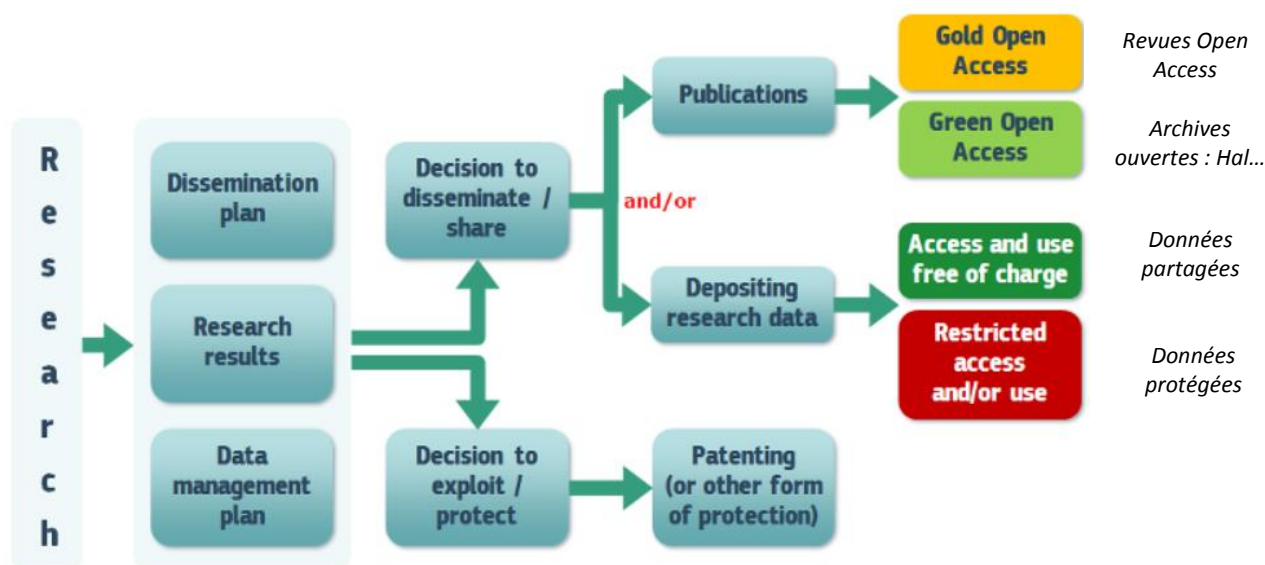 Research
Dissemination
plan
Research
results
Data
management
plan
Decision to
disseminate /
share
Decision to
exploit /
protect
and/or
Publications
Depositing
research data
Patenting
(or other form
of protection)
Gold Open
Access
Green Open
Access
Access and use
free of charge
Restricted
access
and/or use
Revues Open
Access
Archives
ouvertes : Hal…
Données
partagées
Données
protégées